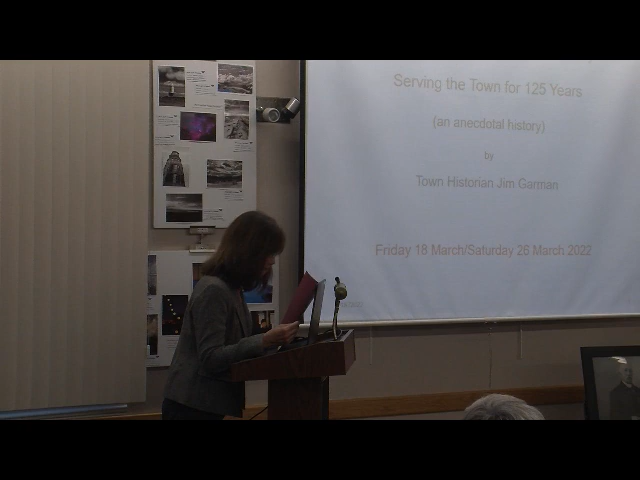 Serving the Town for 125 Years
(an anecdotal history)
by
Town Historian Jim Garman
Friday 18 March/Saturday 26 March 2022